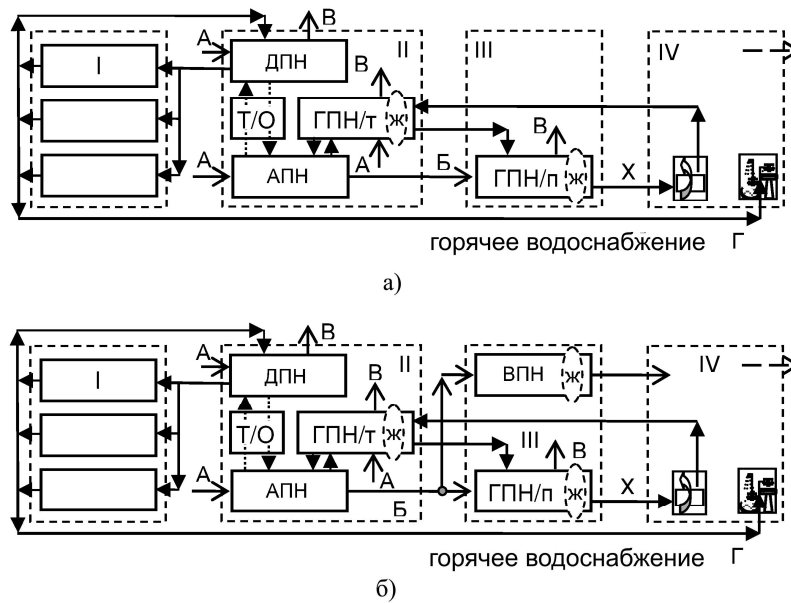 В
А
I
ДПН
II
III
IV
В
Т/О
ГПН/т
ж
В
А
АПН
А
Б
ГПН/п
ж
Х
горячее водоснабжение Г
а)
В
А
I
ДПН
II
ВПН
ж
IV
В
Т/О
ГПН/т
ж
III
В
А
АПН
А
Б
ГПН/п
ж
Х
горячее водоснабжение Г
б)